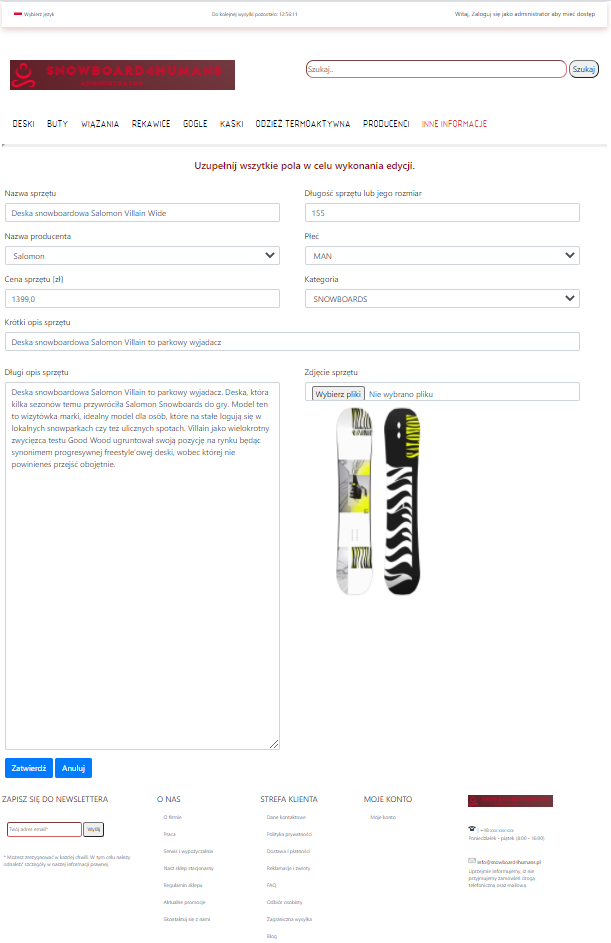 Wybierz język
Do kolejnej wysyłki pozostało: 12:50:11
Witaj, Zaloguj się jako administrator aby mieć dostęp
SNOWBOARD4HUMANS
Szukaj..
Szukaj
DESKI BUTY WIĄZANIA RĘKAWICE GOGLE KASKI ODZIEŻ TERMOAKTYWNA PRODUCENCI INNE INFORMACJE
Uzupełnij wszytkie pola w celu wykonania edycji.
Nazwa sprzętu
Długość sprzętu lub jego rozmiar
Deska snowboardowa Salomon Villain Wide
155
Nazwa producenta
Płeć
Salomon
MAN
Cena sprzętu [zł]
Kategoria
1399,0
SNOWBOARDS
Krótki opis sprzętu
Deska snowboardowa Salomon Villain to parkowy wyjadacz
Długi opis sprzętu
Zdjęcie sprzętu
Deska snowboardowa Salomon Villain to parkowy wyjadacz. Deska, która
kilka sezonów temu przywróciła Salomon Snowboards do gry. Model ten
to wizytówka marki, idealny model dla osób, które na stałe logują się w
lokalnych snowparkach czy też ulicznych spotach. Villain jako wielokrotny
zwycięzca testu Good Wood ugruntował swoją pozycję na rynku będąc
synonimem progresywnej freestyle'owej deski, wobec której nie
powinieneś przejść obojętnie.
Wybierz pliki Nie wybrano pliku
SALOMON
VILLAIN
Zatwierdź
Anuluj
ZAPISZ SIĘ DO NEWSLETTERA
Twój adres email*
Wyślij
* Możesz zrezygnować w każdej chwili. W tym celu należy
odnaleźć szczegóły w naszej informacji prawnej.
O NAS
O firmie
Praca
Serwis i wypożyczalnia
Nasz sklep stacjonarny
Regulamin sklepu
Aktualne promocje
Skontaktuj się z nami
STREFA KLIENTA
Dane kontaktowe
Polityka prywatności
Dostawa i płatności
Reklamacje i zwroty
FAQ
Odbiór osobisty
Zagraniczna wysyłka
Blog
MOJE KONTO
Moje konto
| +48 xxx xxx xxx
Poniedziałek - piątek (8:00 - 16:00)
info@snowboard4humans.pl
Uprzejmie informujemy, iż nie
przyjmujemy zamówień drogą
telefoniczną oraz mailową.